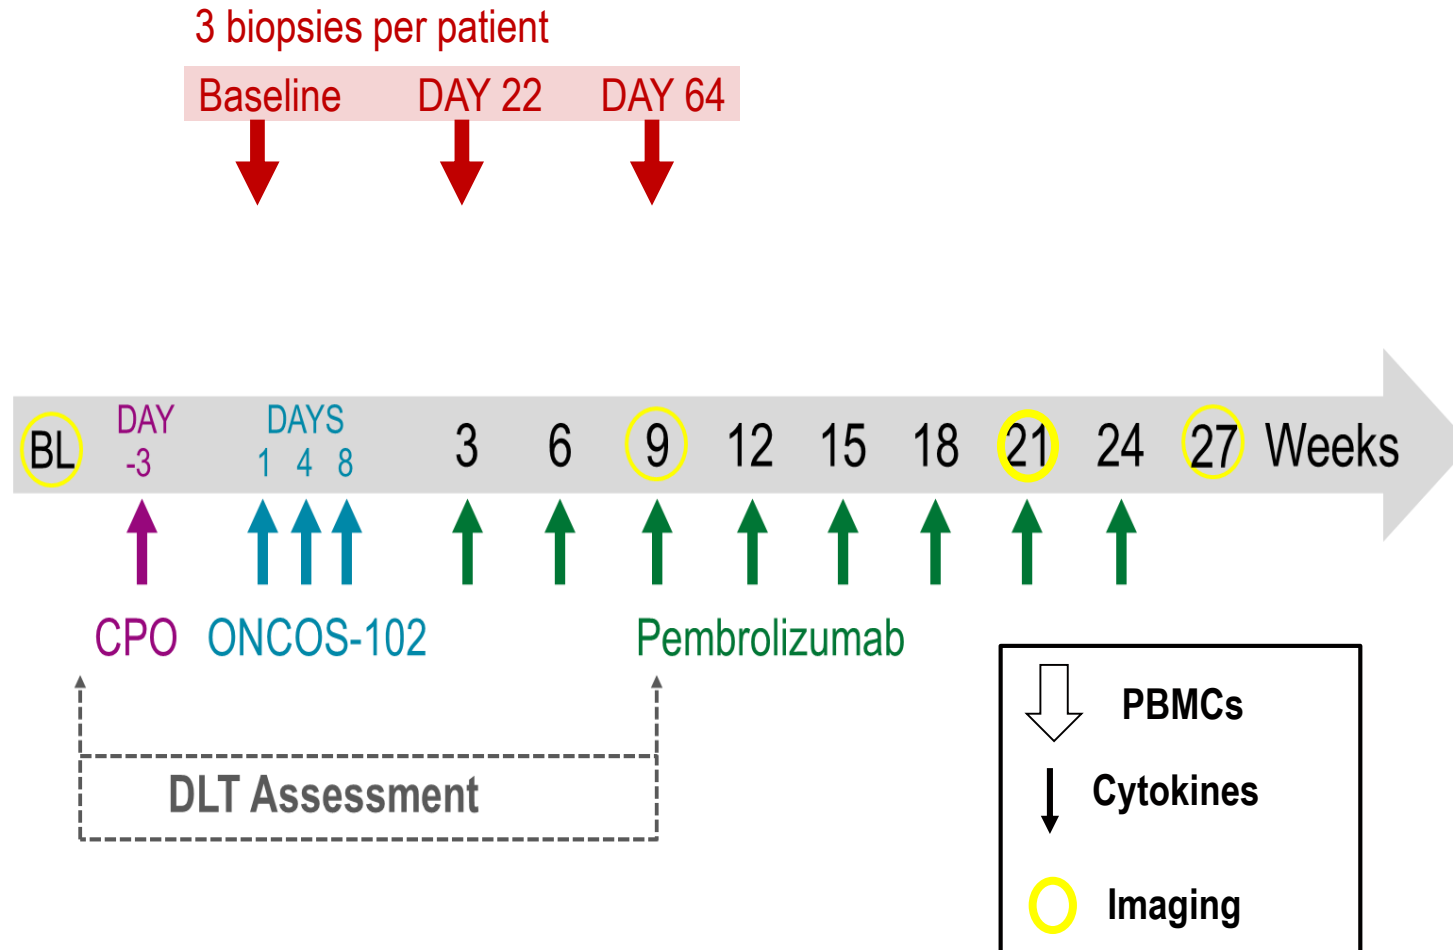 3 biopsies per patient
Baseline DAY 22 DAY 64
BL DAY -3 DAYS 1 4 8 3 6 9 12 15 18 21 24 27 Weeks
CPO ONCOS-102 Pembrolizumab
DLT Assessment
PBMCs
Cytokines
Imaging